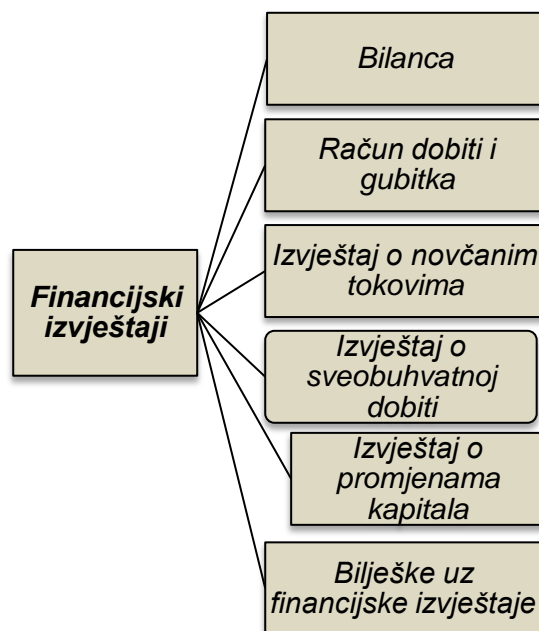 Bilanca
Račun dobiti i
gubitka
Izvještaj o novčanim
tokovima
Financijski
izvještaji
Izvještaj o
sveobuhvatnoj
dobiti
Izvještaj o
promjenama
kapitala
Bilješke uz
financijske izvještaje